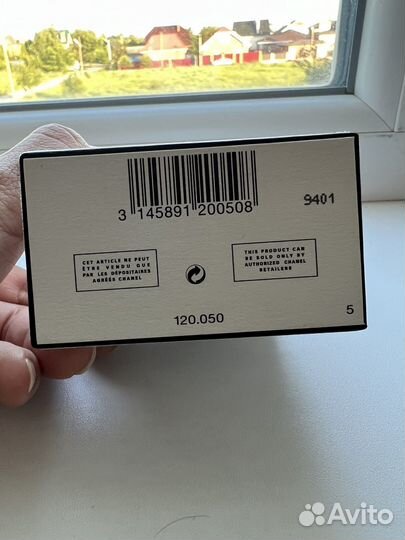 3 145891 200508
9401
CET ARTICLE NE PEUT
ÊTRE VENDU QUE
PAR LES DÉPOSITAIRES
AGRÉÉS CHANEL
THIS PRODUCT CAN
BE SOLD ONLY BY
AUTHORIZED CHANEL
RETAILERS
120.050
5
Avito